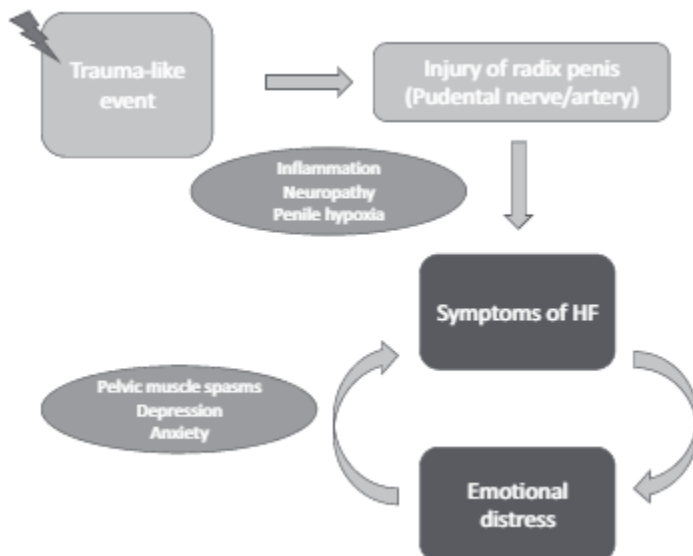 Trauma-like
event
Injury of radix penis
(Pudental nerve/artery)
Inflammation
Neuropathy
Penile hypoxia
Symptoms of HF
Pelvic muscle spasms
Depression
Anxiety
Emotional
distress